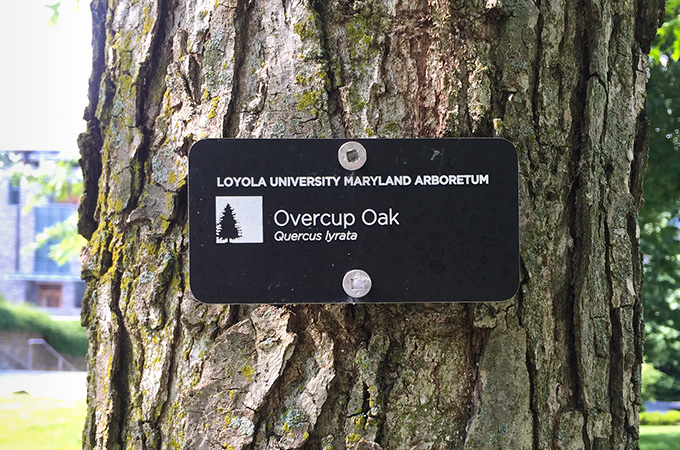 LOYOLA UNIVERSITY MARYLAND ARBORETUM
Overcup Oak
Quercus lyrata